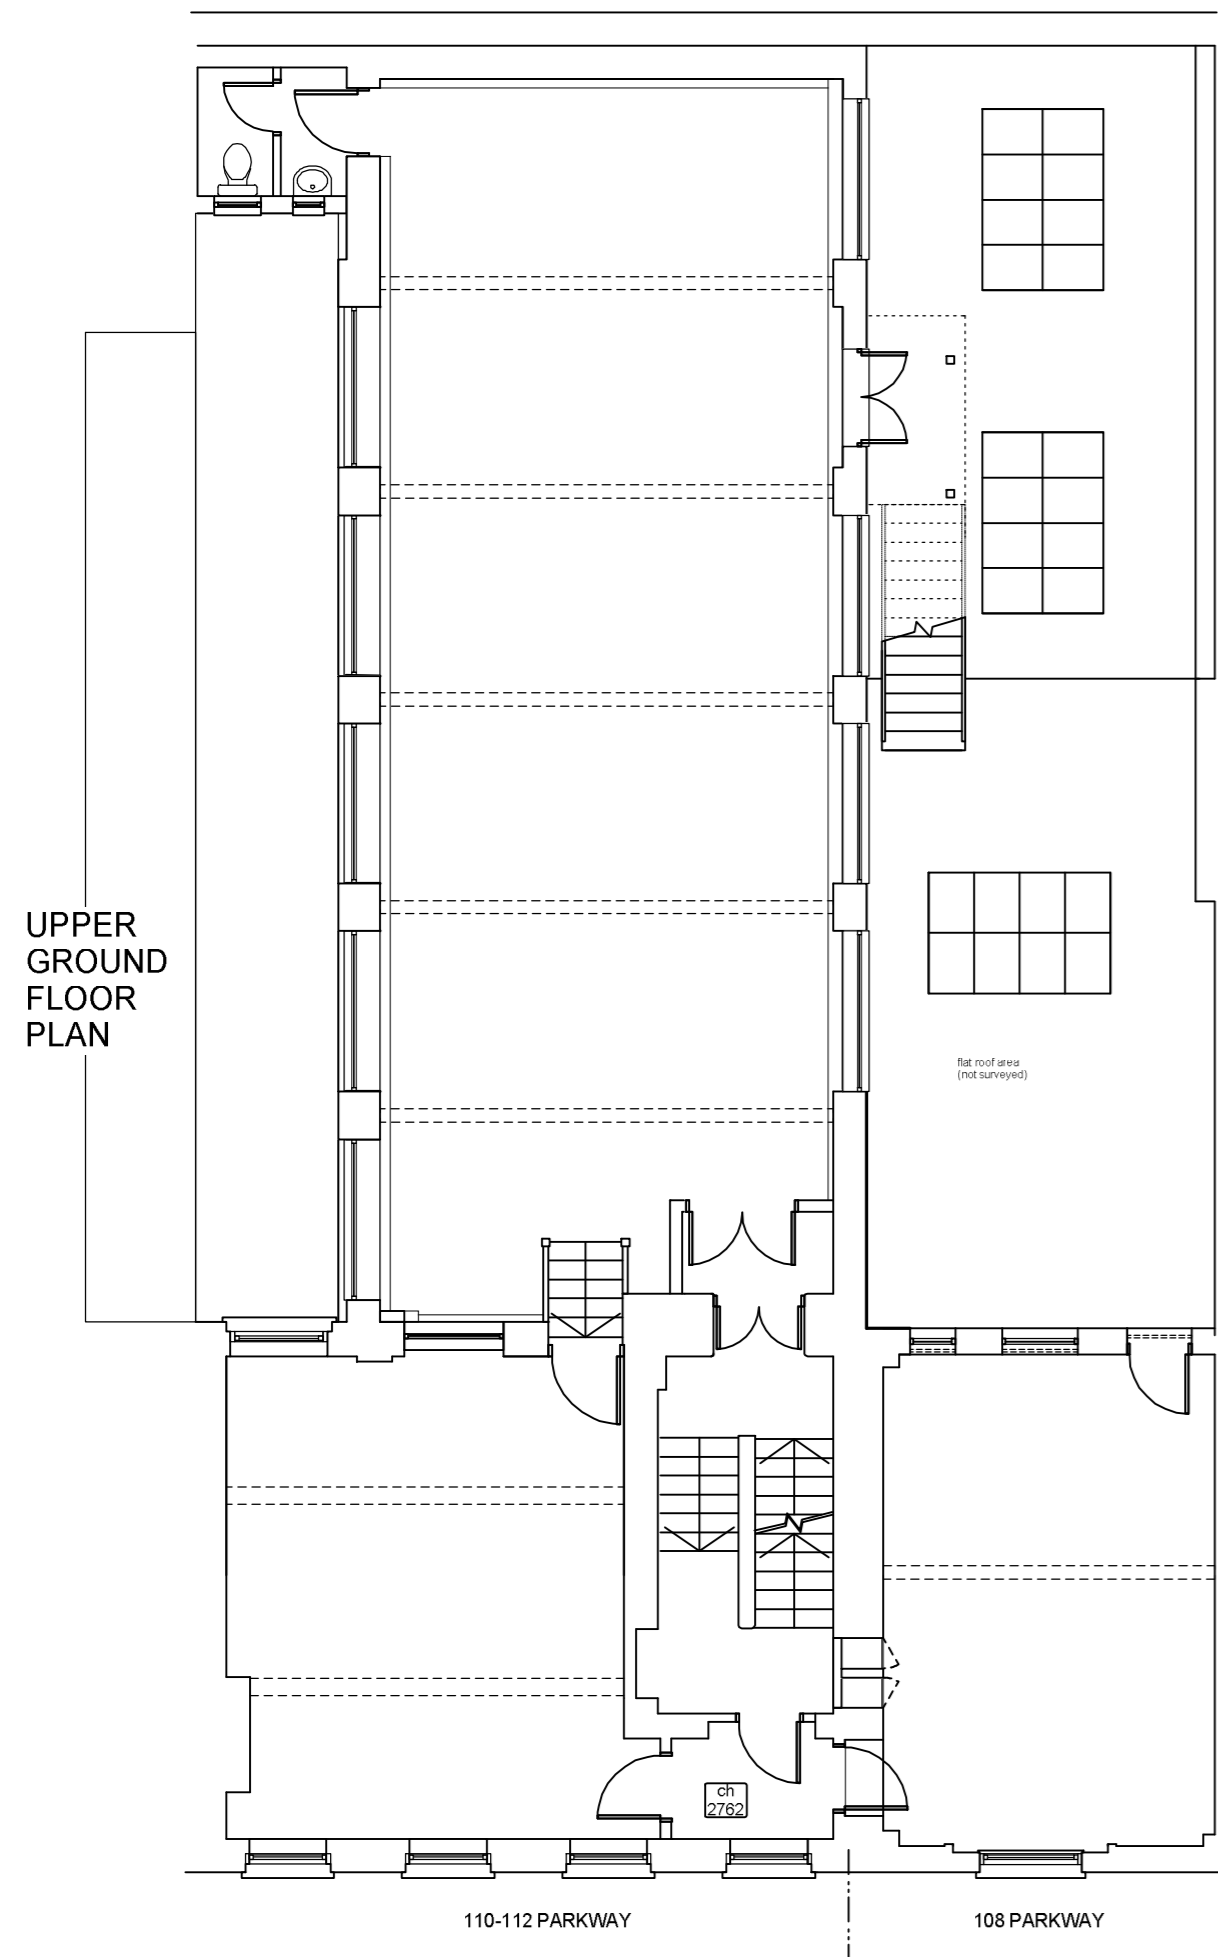 UPPER
GROUND
FLOOR
PLAN
flat roof area
(not surveyed)
ch
2762
110-112 PARKWAY
108 PARKWAY